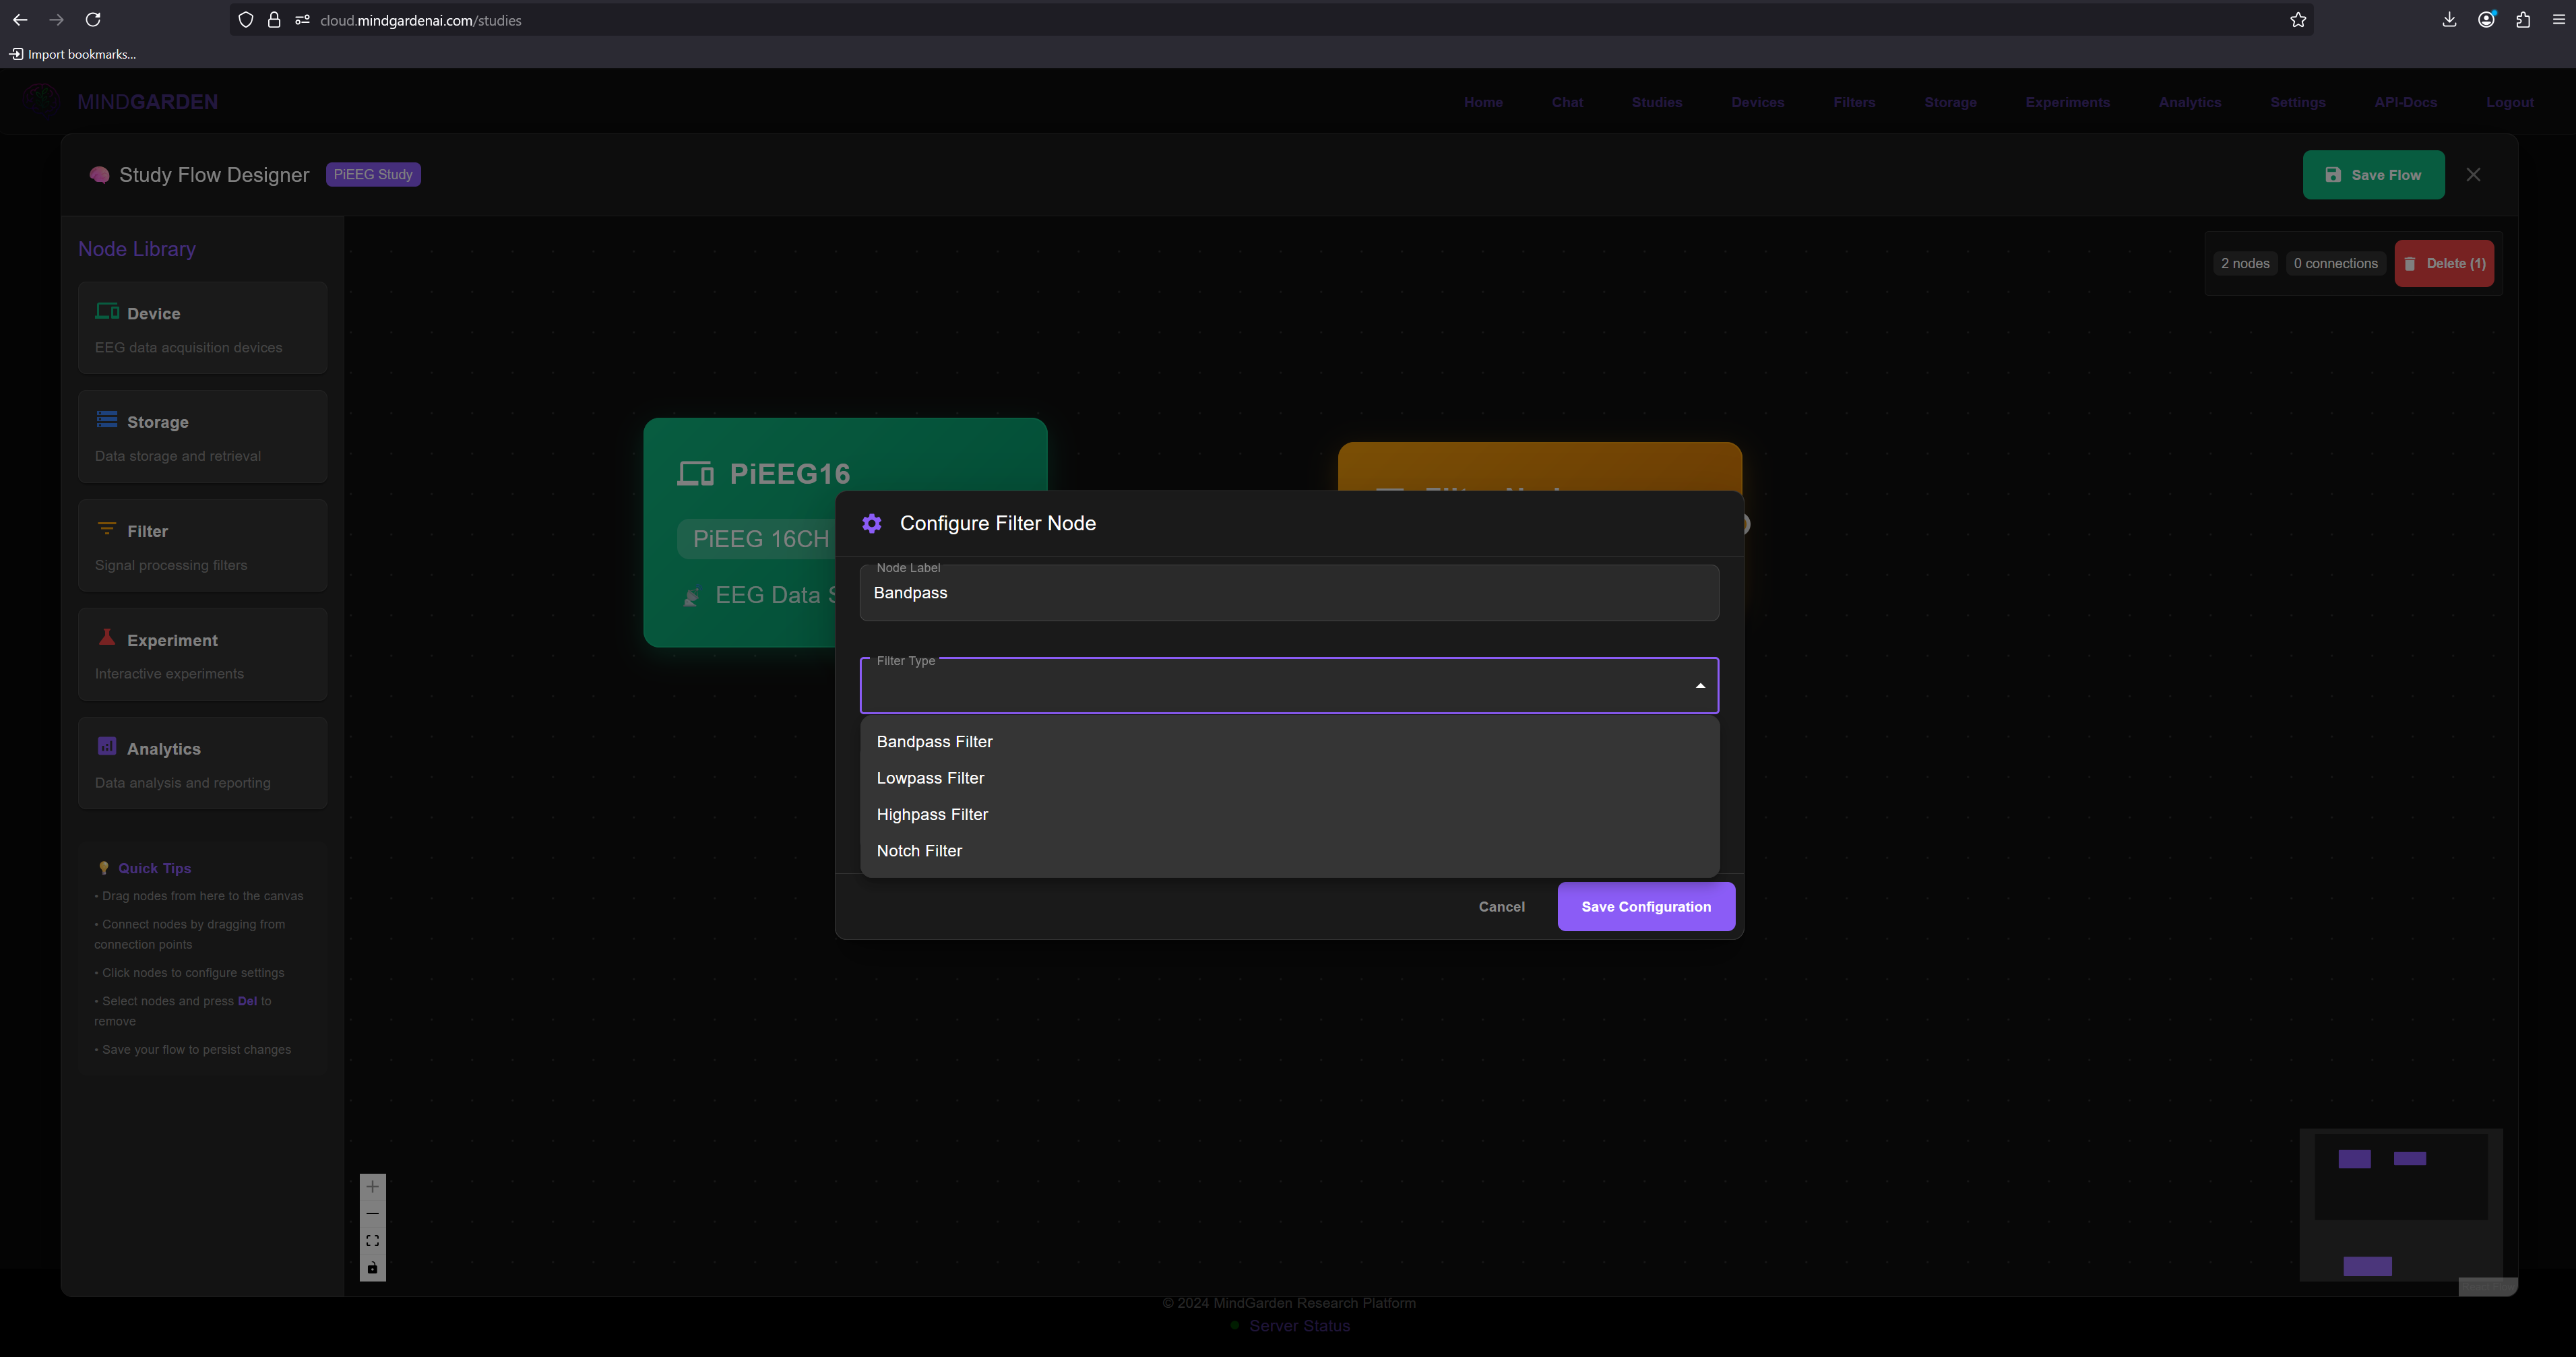 cloud.mindgardenai.com/studies
Import bookmarks...
MINDGARDEN
Home Chat Studies Devices Filters Storage Experiments Analytics Settings API-Docs Logout
Study Flow Designer PiEEG Study
Save Flow
Node Library
2 nodes 0 connections Delete (1)
Device
EEG data acquisition devices
Storage
Data storage and retrieval
Filter
Signal processing filters
Experiment
Interactive experiments
Analytics
Data analysis and reporting
Quick Tips
• Drag nodes from here to the canvas
• Connect nodes by dragging from
connection points
• Click nodes to configure settings
• Select nodes and press Del to
remove
• Save your flow to persist changes
PiEEG16
PiEEG 16CH
EEG Data S
Configure Filter Node
Node Label
Bandpass
Filter Type
Bandpass Filter
Lowpass Filter
Highpass Filter
Notch Filter
Cancel
Save Configuration
© 2024 MindGarden Research Platform
Server Status